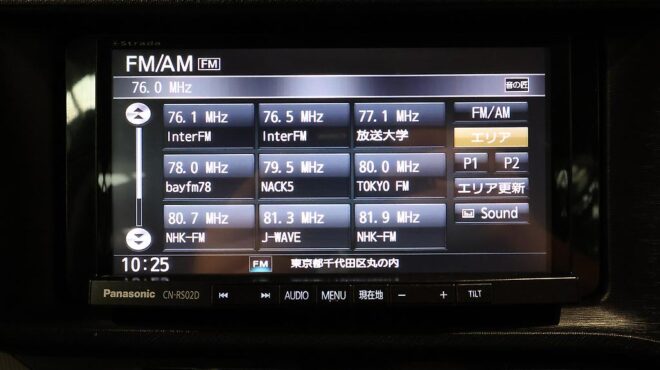 Strada
FM/AM FM
76.0 MHz
音の匠
76.1 MHz
InterFM
76.5 MHz
InterFM
77.1 MHz
放送大学
FM/AM
エリア
78.0 MHz
bayfm78
79.5 MHz
NACK5
80.0 MHz
TOKYO FM
P1 P2
エリア更新
80.7 MHz
NHK-FM
81.3 MHz
J-WAVE
81.9 MHz
NHK-FM
Sound
10:25 FM 東京都千代田区丸の内
Panasonic CN-RS02D AUDIO MENU 現在地 − + TILT